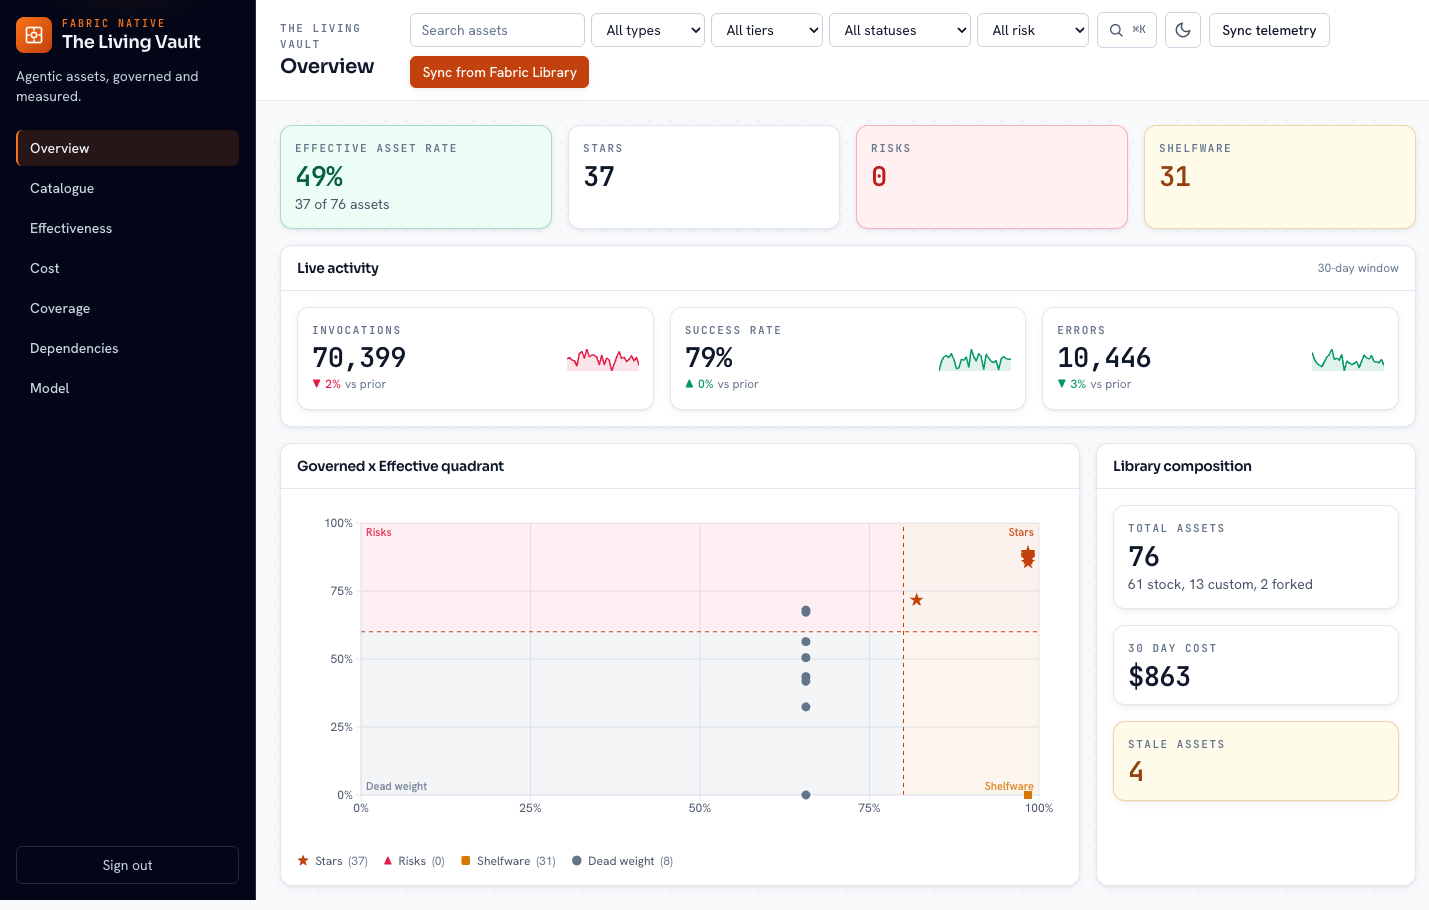 FABRIC NATIVE
The Living Vault
Agentic assets, governed and
measured.
Overview
Catalogue
Effectiveness
Cost
Coverage
Dependencies
Model
Sign out
THE LIVING
VAULT
Overview
Search assets
All types
All tiers
All statuses
All risk
⌘K
Sync telemetry
Sync from Fabric Library
EFFECTIVE ASSET RATE
49%
37 of 76 assets
STARS
37
RISKS
0
SHELFWARE
31
Live activity
30-day window
INVOCATIONS
70,399
▼ 2% vs prior
SUCCESS RATE
79%
▲ 0% vs prior
ERRORS
10,446
▼ 3% vs prior
Governed x Effective quadrant
100%
75%
50%
25%
0%
Risks
Stars
Dead weight
Shelfware
0%
25%
50%
75%
100%
Stars (37)
Risks (0)
Shelfware (31)
Dead weight (8)
Library composition
TOTAL ASSETS
76
61 stock, 13 custom, 2 forked
30 DAY COST
$863
STALE ASSETS
4